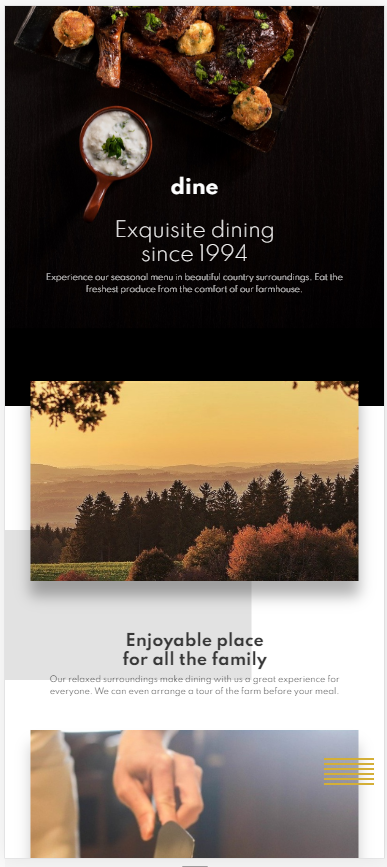 dine
Exquisite dining
since 1994
Experience our seasonal menu in beautiful country surroundings. Eat the
freshest produce from the comfort of our farmhouse.
Enjoyable place
for all the family
Our relaxed surroundings make dining with us a great experience for
everyone. We can even arrange a tour of the farm before your meal.